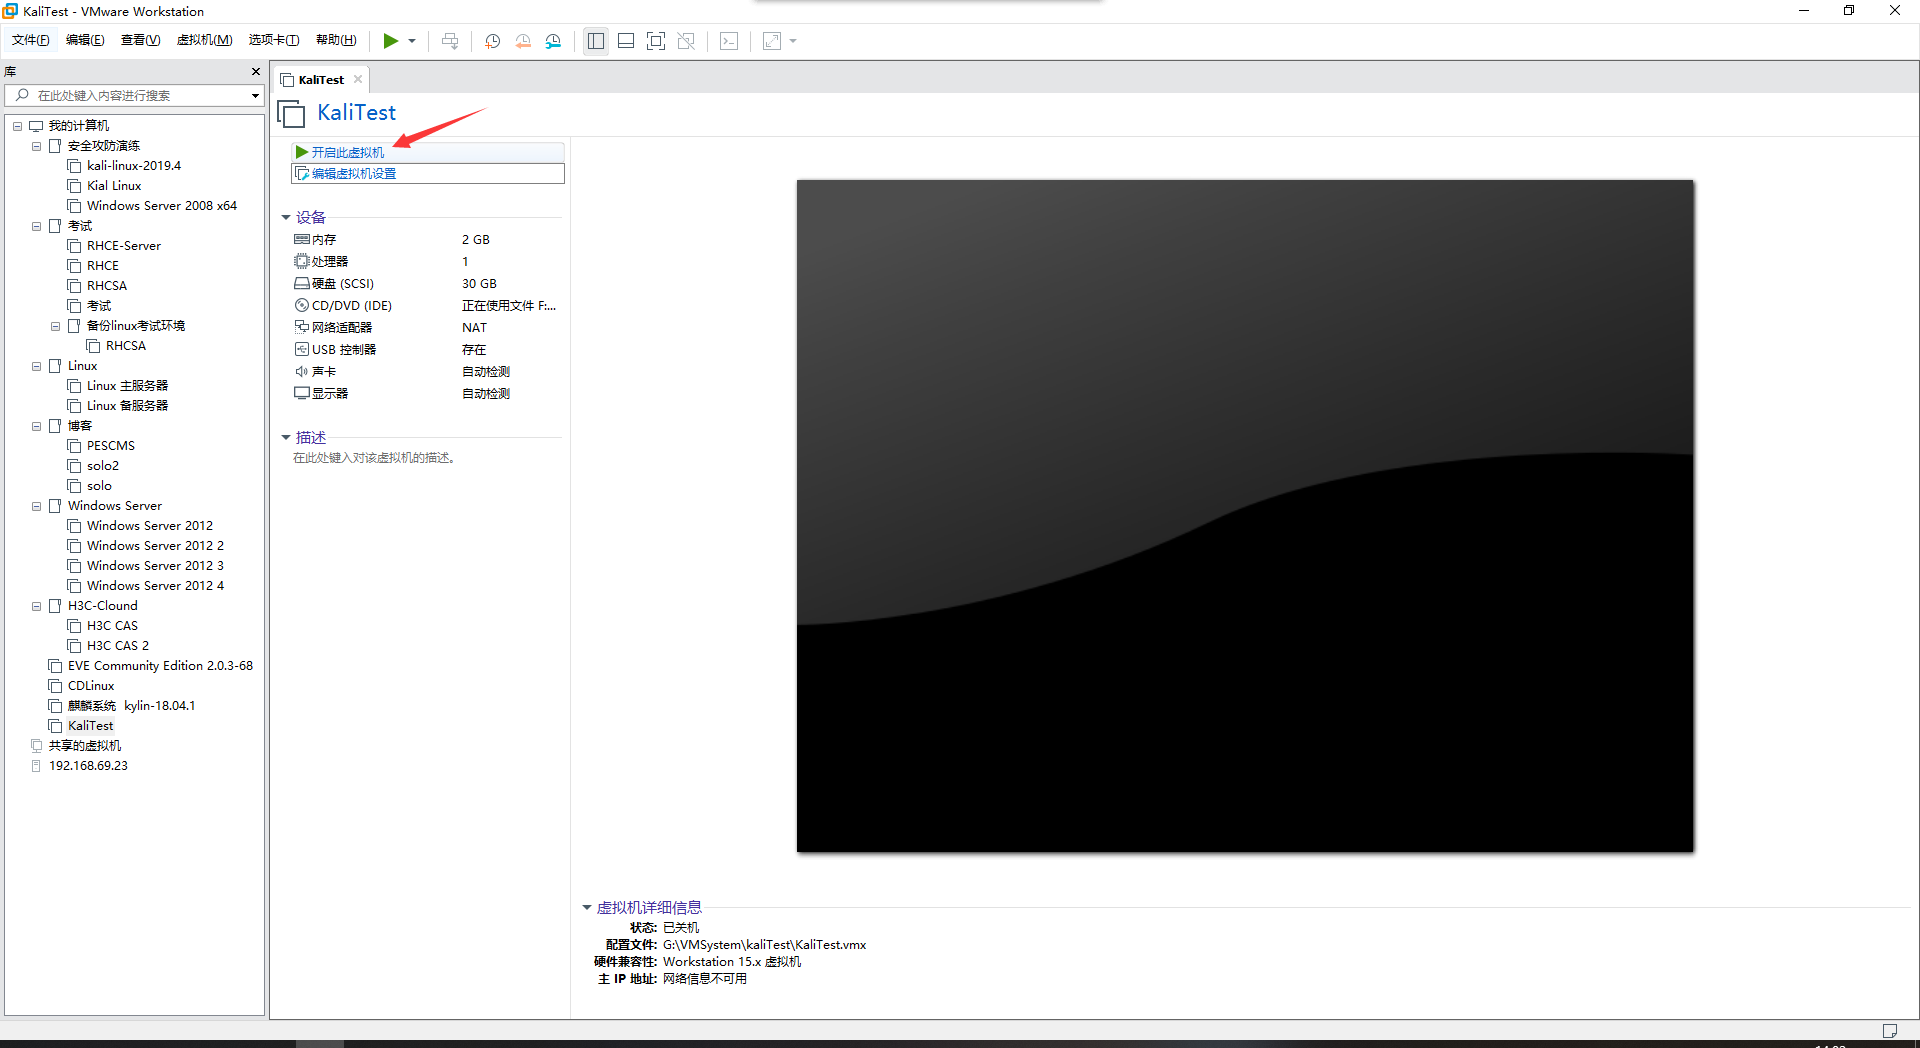 KaliTest - VMware Workstation
文件(F) 编辑(E) 查看(V) 虚拟机(M) 选项卡(T) 帮助(H)
库
在此处键入内容进行搜索
我的计算机
安全攻防演练
kali-linux-2019.4
Kial Linux
Windows Server 2008 x64
考试
RHCE-Server
RHCE
RHCSA
考试
备份linux考试环境
RHCSA
Linux
Linux 主服务器
Linux 备服务器
博客
PESCMS
solo2
solo
Windows Server
Windows Server 2012
Windows Server 2012 2
Windows Server 2012 3
Windows Server 2012 4
H3C-Clound
H3C CAS
H3C CAS 2
EVE Community Edition 2.0.3-68
CDLinux
麒麟系统 kylin-18.04.1
KaliTest
共享的虚拟机
192.168.69.23
KaliTest
KaliTest
开启此虚拟机
编辑虚拟机设置
设备
内存 2 GB
处理器 1
硬盘 (SCSI) 30 GB
CD/DVD (IDE) 正在使用文件 F:...
网络适配器 NAT
USB 控制器 存在
声卡 自动检测
显示器 自动检测
描述
在此处键入对该虚拟机的描述。
虚拟机详细信息
状态: 已关机
配置文件: G:\VMSystem\kaliTest\KaliTest.vmx
硬件兼容性: Workstation 15.x 虚拟机
主 IP 地址: 网络信息不可用